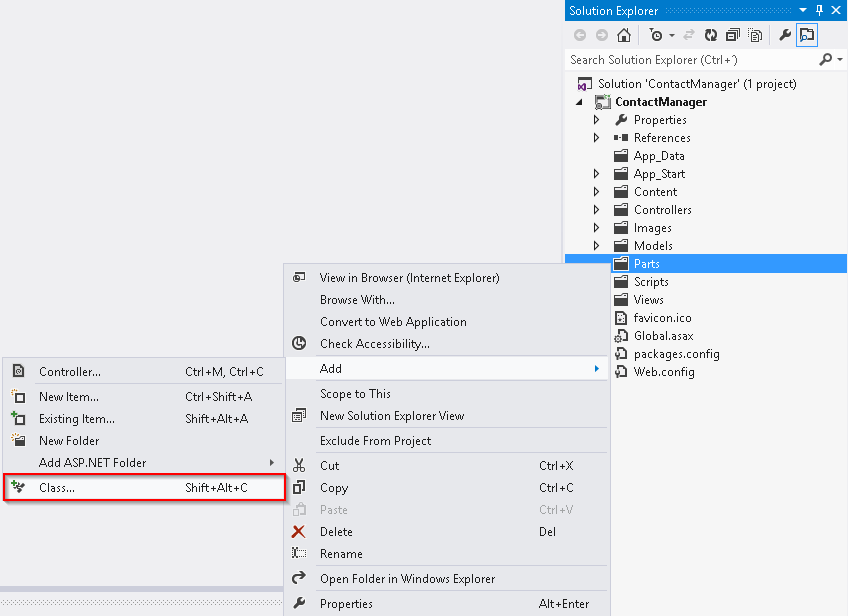 Solution Explorer
Search Solution Explorer (Ctrl+´)
Solution 'ContactManager' (1 project)
ContactManager
Properties
References
App_Data
App_Start
Content
Controllers
Images
Models
Parts
Scripts
Views
favicon.ico
Global.asax
packages.config
Web.config
View in Browser (Internet Explorer)
Browse With...
Convert to Web Application
Check Accessibility...
Add
Scope to This
New Solution Explorer View
Exclude From Project
Cut Ctrl+X
Copy Ctrl+C
Paste Ctrl+V
Delete Del
Rename
Open Folder in Windows Explorer
Properties Alt+Enter
Controller... Ctrl+M, Ctrl+C
New Item... Ctrl+Shift+A
Existing Item... Shift+Alt+A
New Folder
Add ASP.NET Folder
Class... Shift+Alt+C